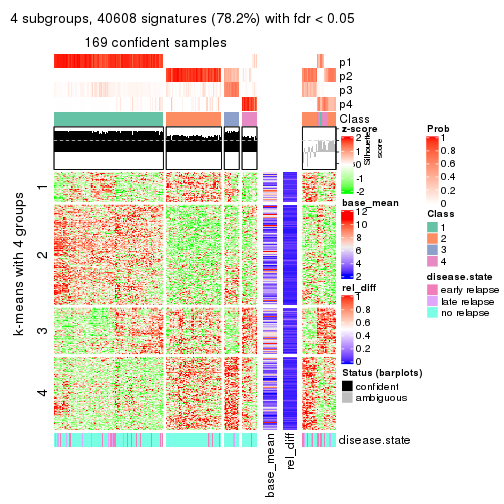 4 subgroups, 40608 signatures (78.2%) with fdr < 0.05
169 confident samples
p1
p2
p3
p4
Class
Silhouette
score
k-means with 4 groups
1
2
3
4
disease.state
base_mean
rel_diff
z-score
2
1
0
-1
-2
base_mean
12
10
8
6
4
2
rel_diff
1
0.8
0.6
0.4
0.2
0
Status (barplots)
confident
ambiguous
Prob
1
0.8
0.6
0.4
0.2
0
Class
1
2
3
4
disease.state
early relapse
late relapse
no relapse